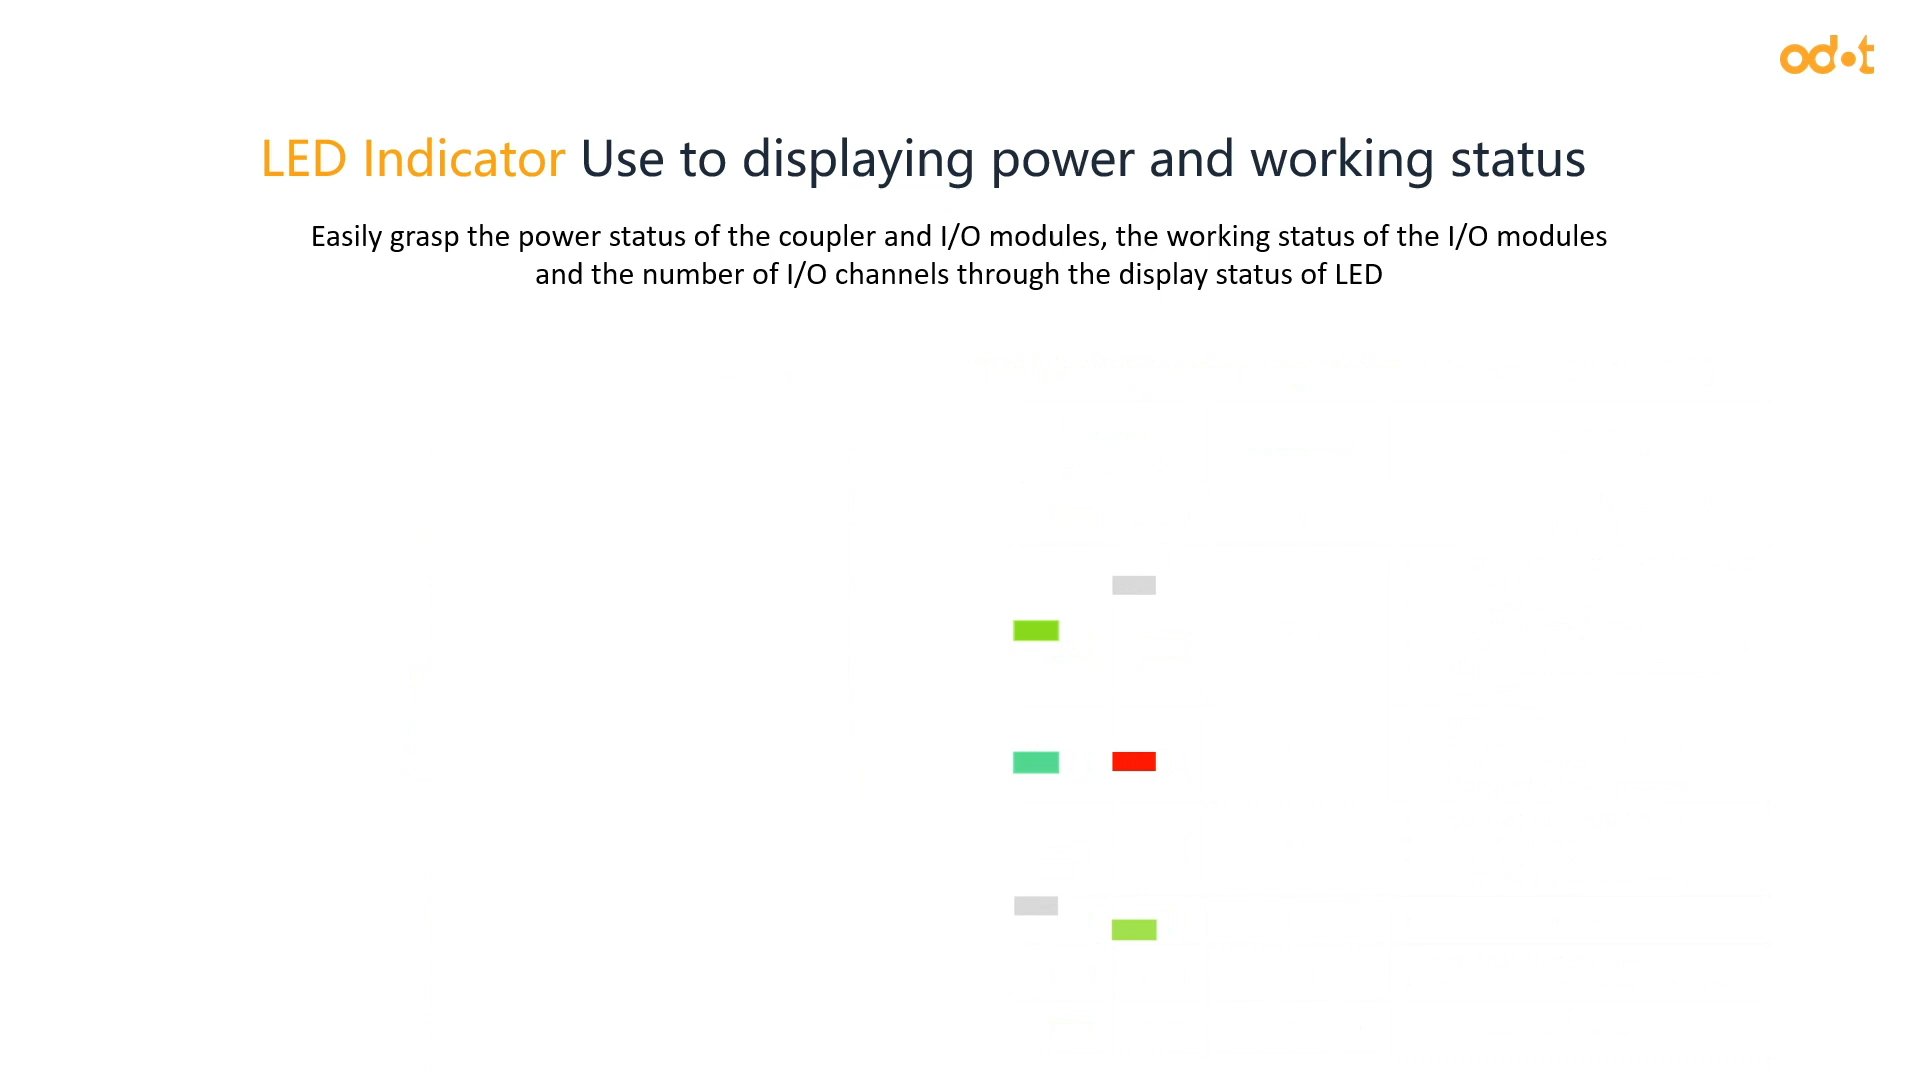 od•t
LED Indicator Use to displaying power and working status
Easily grasp the power status of the coupler and I/O modules, the working status of the I/O modules
and the number of I/O channels through the display status of LED